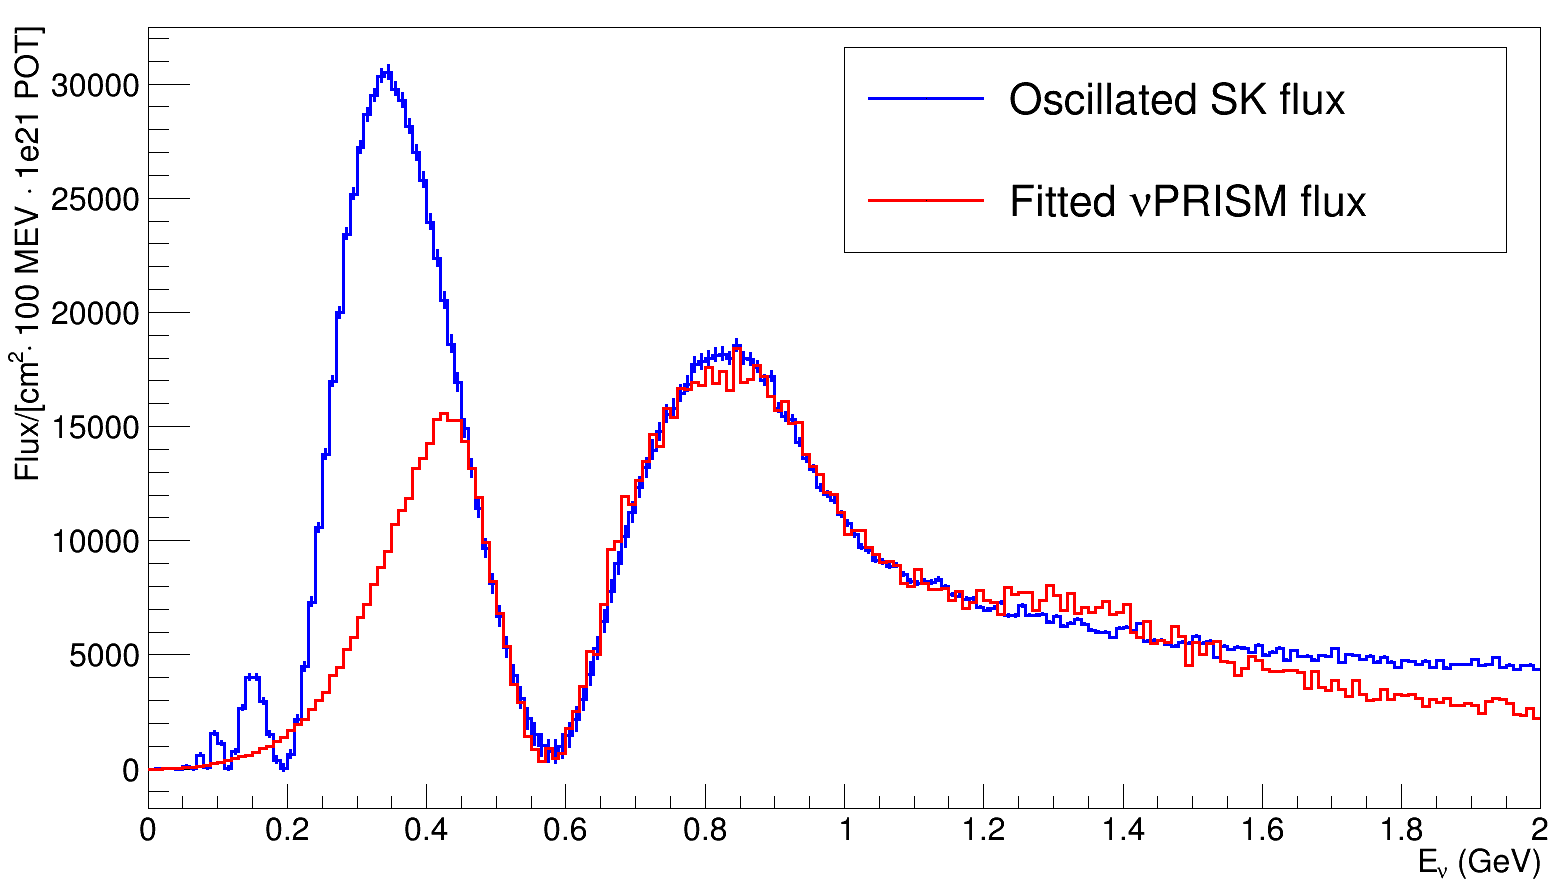 Flux/[cm² · 100 MEV · 1e21 POT]
30000
25000
20000
15000
10000
5000
0
Oscillated SK flux
Fitted νPRISM flux
0 0.2 0.4 0.6 0.8 1 1.2 1.4 1.6 1.8 2
Eν (GeV)